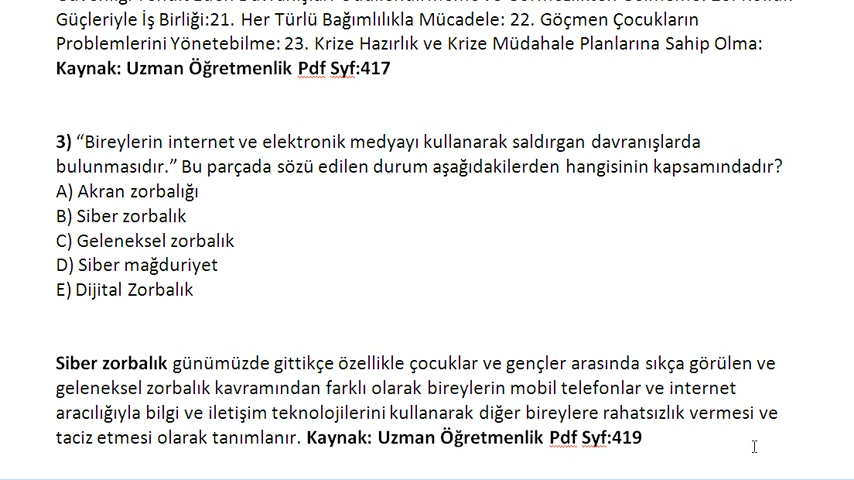 Güçleriyle İş Birliği:21. Her Türlü Bağımlılıkla Mücadele: 22. Göçmen Çocukların
Problemlerini Yönetebilme: 23. Krize Hazırlık ve Krize Müdahale Planlarına Sahip Olma:
Kaynak: Uzman Öğretmenlik Pdf Syf:417
3) “Bireylerin internet ve elektronik medyayı kullanarak saldırgan davranışlarda
bulunmasıdır.” Bu parçada sözü edilen durum aşağıdakilerden hangisinin kapsamındadır?
A) Akran zorbalığı
B) Siber zorbalık
C) Geleneksel zorbalık
D) Siber mağduriyet
E) Dijital Zorbalık
Siber zorbalık günümüzde gittikçe özellikle çocuklar ve gençler arasında sıkça görülen ve
geleneksel zorbalık kavramından farklı olarak bireylerin mobil telefonlar ve internet
aracılığıyla bilgi ve iletişim teknolojilerini kullanarak diğer bireylere rahatsızlık vermesi ve
taciz etmesi olarak tanımlanır. Kaynak: Uzman Öğretmenlik Pdf Syf:419